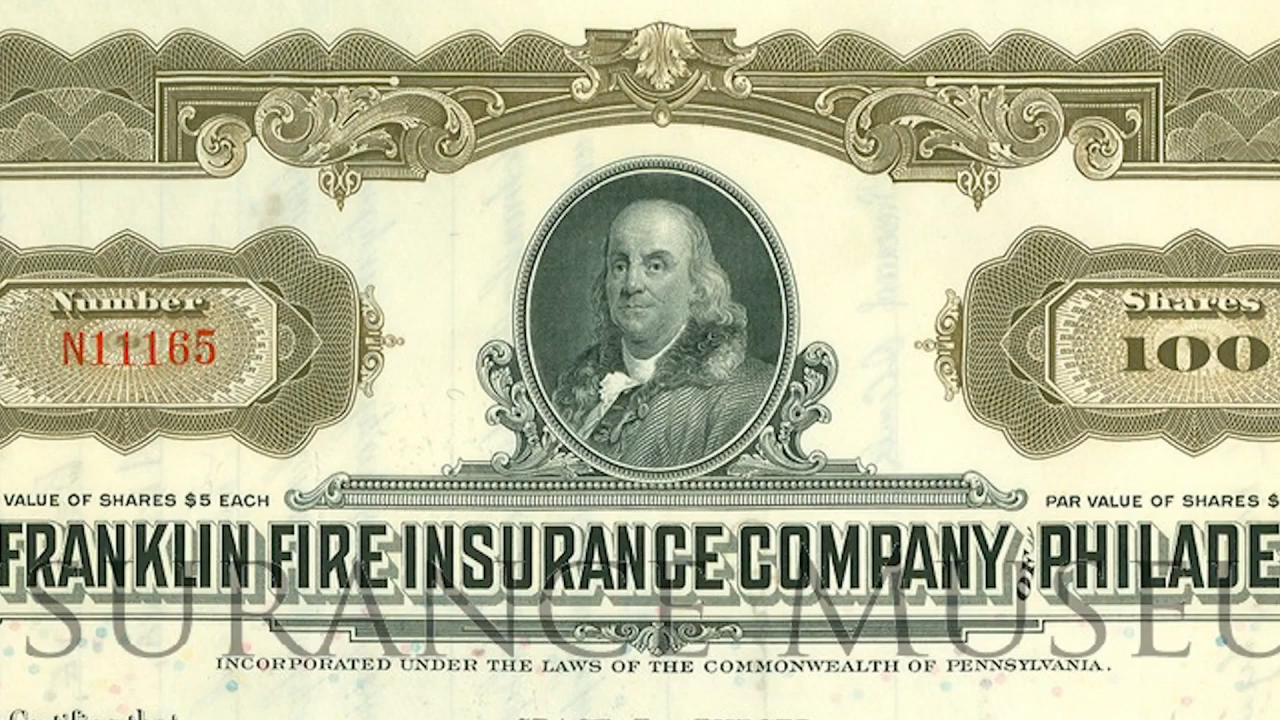 Number
N11165
Shares
100
VALUE OF SHARES $5 EACH
PAR VALUE OF SHARES $
FRANKLIN FIRE INSURANCE COMPANY OF PHILADE
SURANCE MUSEU
INCORPORATED UNDER THE LAWS OF THE COMMONWEALTH OF PENNSYLVANIA.